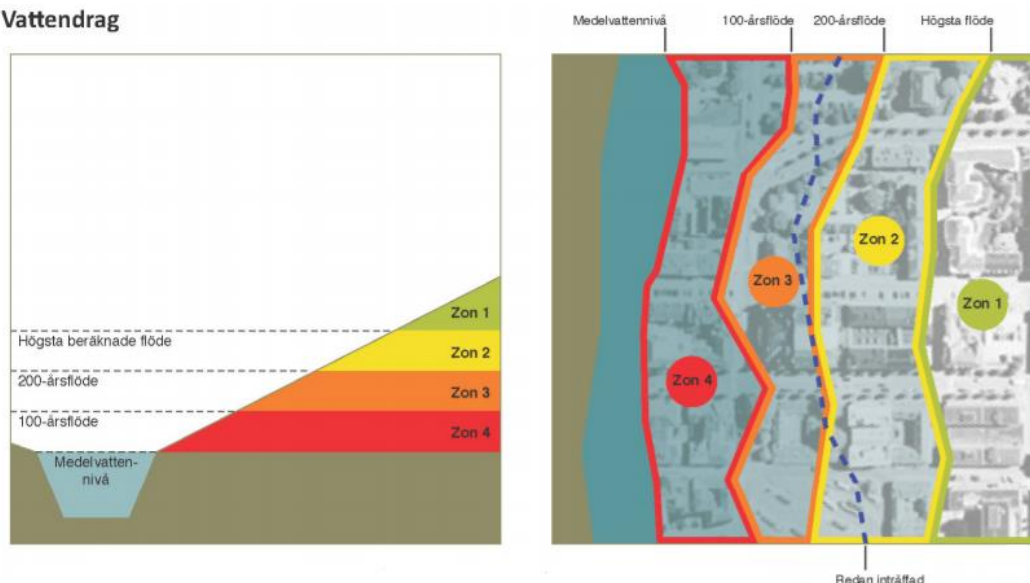 Vattendrag
Zon 1
Högsta beräknade flöde
Zon 2
200-årsflöde
Zon 3
100-årsflöde
Zon 4
Medelvatten-
nivå
Medelvattennivå 100-årsflöde 200-årsflöde Högsta flöde
Zon 2
Zon 3
Zon 1
Zon 4
Redan inträffad